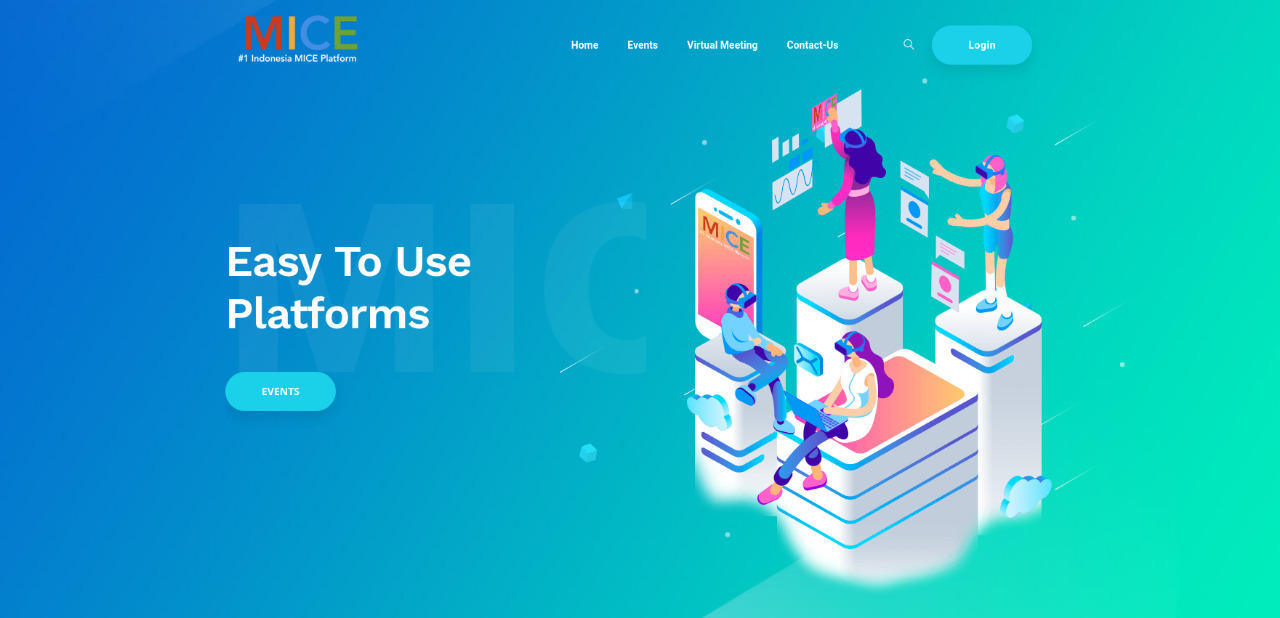 MICE
#1 Indonesia MICE Platform
Home
Events
Virtual Meeting
Contact-Us
Login
MIC
Easy To Use
Platforms
EVENTS
MICE
MICE